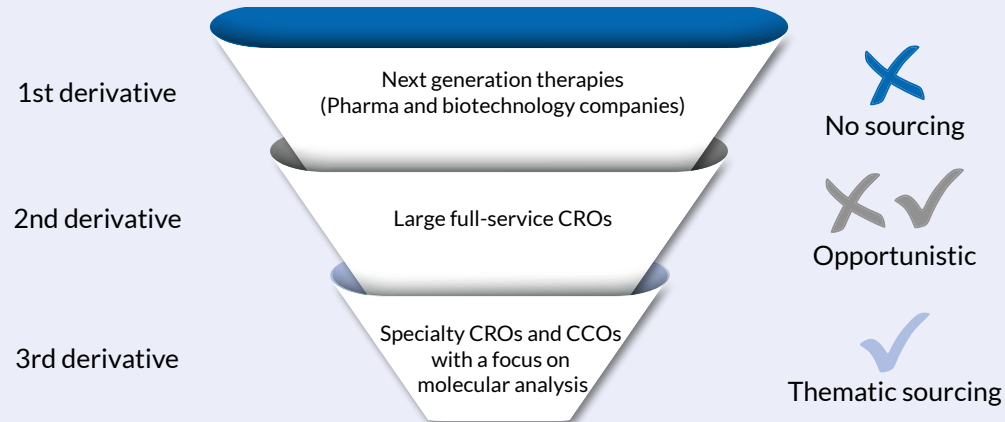 1st derivative
Next generation therapies
(Pharma and biotechnology companies)
No sourcing
2nd derivative
Large full-service CROs
Opportunistic
3rd derivative
Specialty CROs and CCOs
with a focus on
molecular analysis
Thematic sourcing